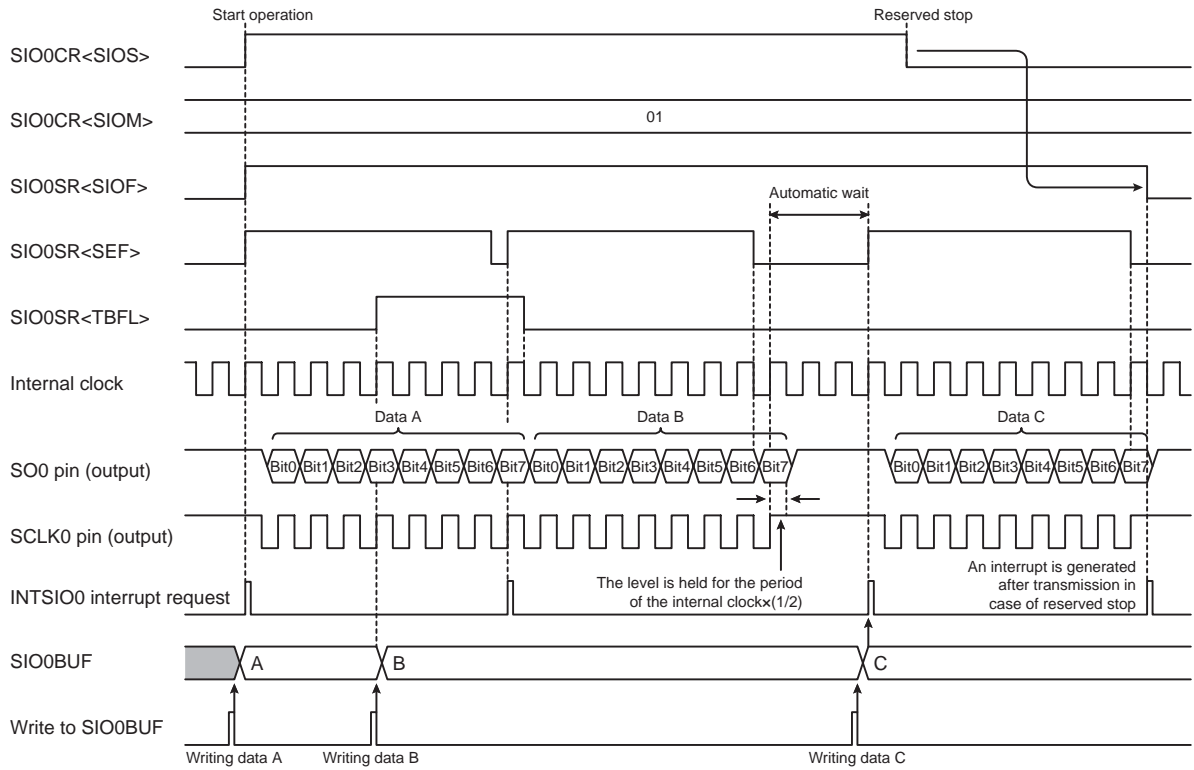 Start operation
Reserved stop
SIO0CR<SIOS>
SIO0CR<SIOM>
01
SIO0SR<SIOF>
Automatic wait
SIO0SR<SEF>
SIO0SR<TBFL>
Internal clock
Data A
Data B
Data C
SO0 pin (output)
Bit0 Bit1 Bit2 Bit3 Bit4 Bit5 Bit6 Bit7 Bit0 Bit1 Bit2 Bit3 Bit4 Bit5 Bit6 Bit7 Bit0 Bit1 Bit2 Bit3 Bit4 Bit5 Bit6 Bit7
SCLK0 pin (output)
The level is held for the period
of the internal clock×(1/2)
An interrupt is generated
after transmission in
case of reserved stop
INTSIO0 interrupt request
SIO0BUF
A
B
C
Write to SIO0BUF
Writing data A
Writing data B
Writing data C